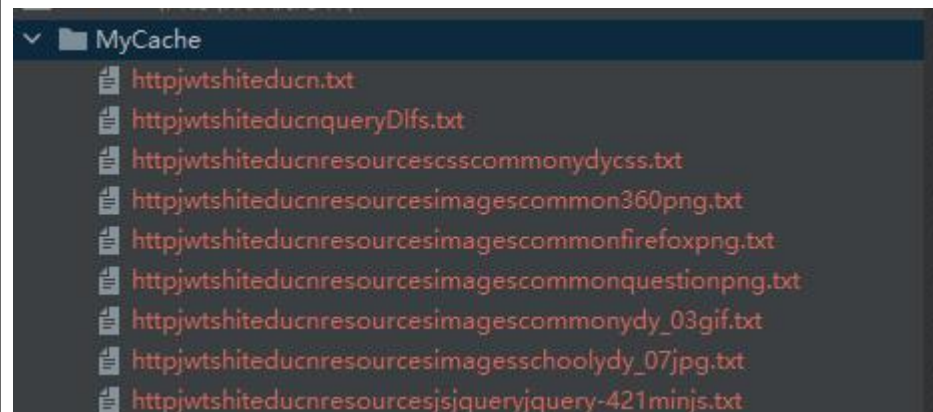 MyCache
httpjwtshiteducn.txt
httpjwtshiteducnqueryDlfs.txt
httpjwtshiteducnresourcescsscommonydycss.txt
httpjwtshiteducnresourcesimagescommon360png.txt
httpjwtshiteducnresourcesimagescommonfirefoxpng.txt
httpjwtshiteducnresourcesimagescommonquestionpng.txt
httpjwtshiteducnresourcesimagescommonydy_03gif.txt
httpjwtshiteducnresourcesimagesschoolydy_07jpg.txt
httpjwtshiteducnresourcesjsjqueryjquery-421minjs.txt